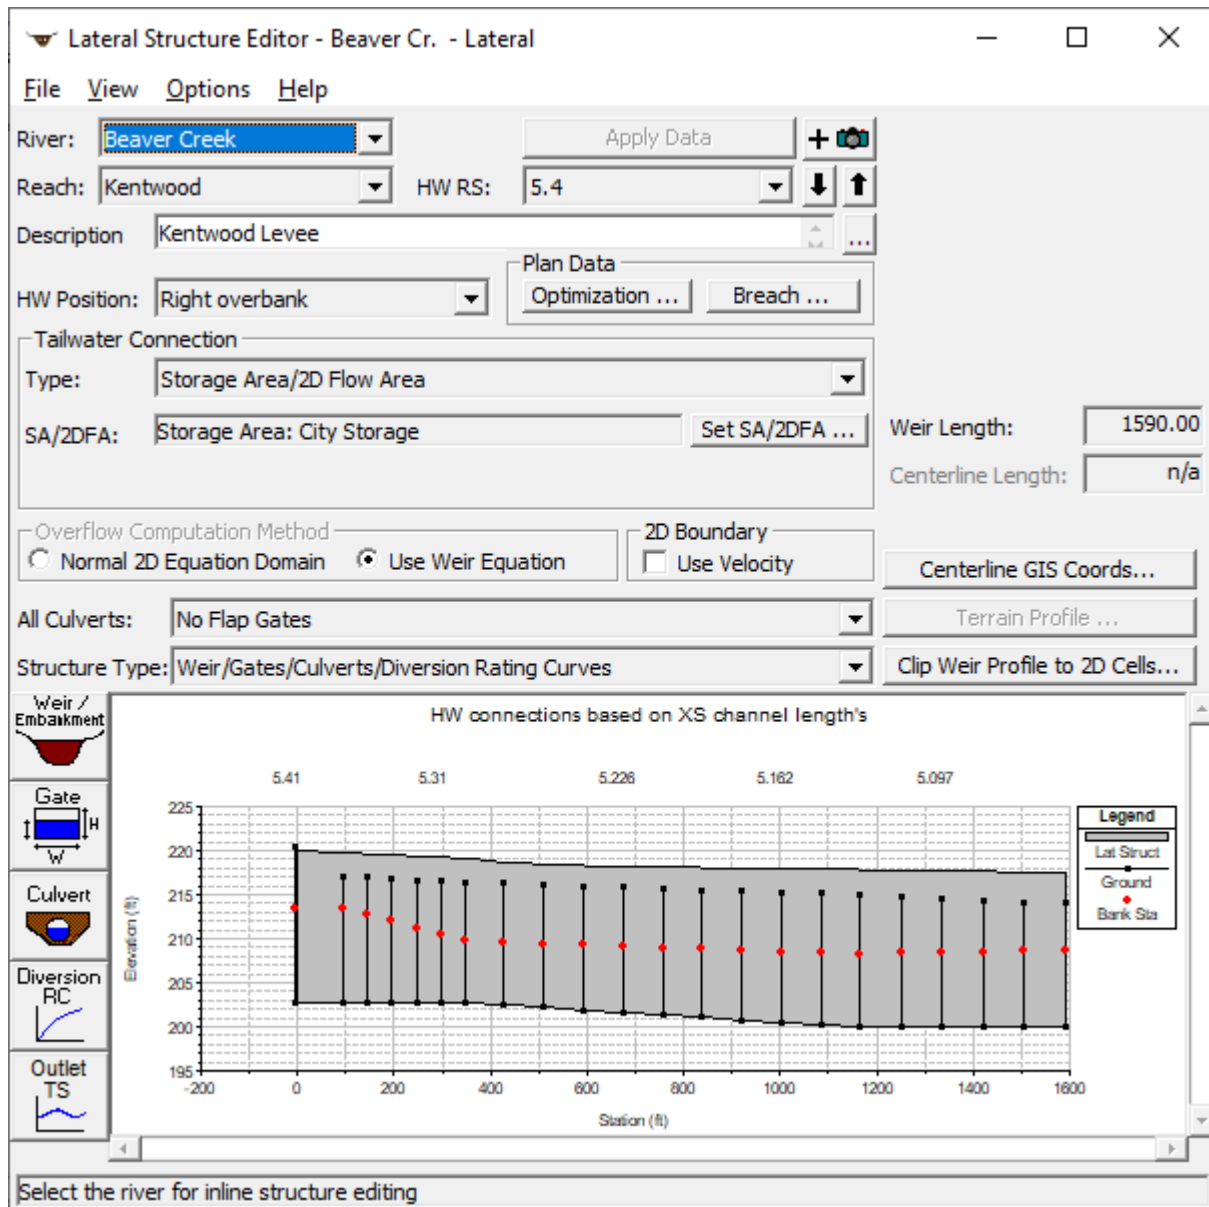 Lateral Structure Editor - Beaver Cr. - Lateral
File View Options Help
River: Beaver Creek Apply Data +
Reach: Kentwood HW RS: 5.4
Description Kentwood Levee ...
Plan Data
HW Position: Right overbank Optimization ... Breach ...
Tailwater Connection
Type: Storage Area/2D Flow Area
SA/2DFA: Storage Area: City Storage Set SA/2DFA ... Weir Length: 1590.00
Centerline Length: n/a
Overflow Computation Method 2D Boundary
Normal 2D Equation Domain Use Weir Equation Use Velocity Centerline GIS Coords...
All Culverts: No Flap Gates Terrain Profile ...
Structure Type: Weir/Gates/Culverts/Diversion Rating Curves Clip Weir Profile to 2D Cells...
Weir / Embankment
Gate
H
W
Culvert
Diversion
RC
Outlet
TS
HW connections based on XS channel length's
5.41 5.31 5.226 5.162 5.097
225
220
215
210
205
200
195
Elevation (ft)
-200 0 200 400 600 800 1000 1200 1400 1600
Station (ft)
Legend
Lat Struct
Ground
Bank Sta
Select the river for inline structure editing